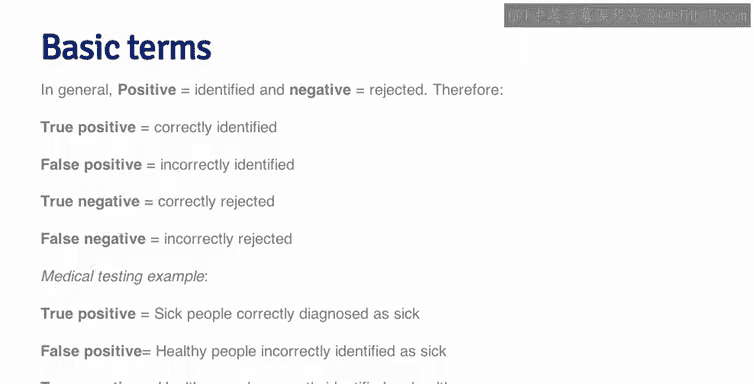 Basic terms
In general, Positive = identified and negative = rejected. Therefore:
True positive = correctly identified
False positive = incorrectly identified
True negative = correctly rejected
False negative = incorrectly rejected
Medical testing example:
True positive = Sick people correctly diagnosed as sick
False positive= Healthy people incorrectly identified as sick